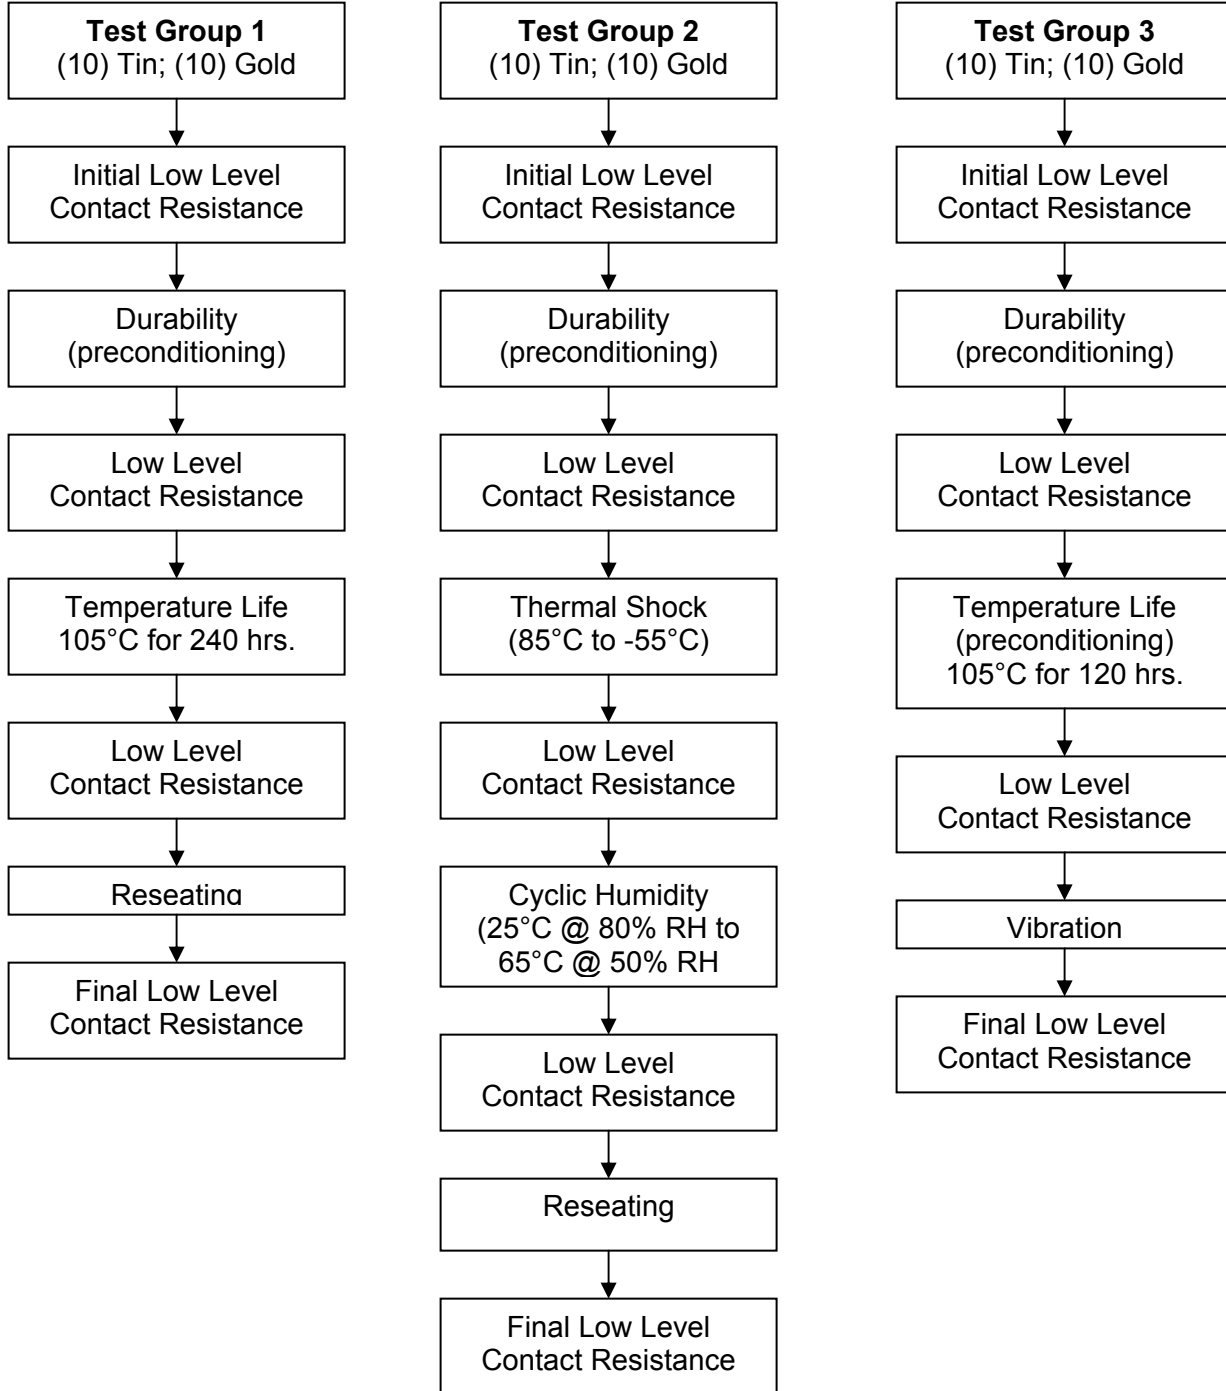 Test Group 1
(10) Tin; (10) Gold
Initial Low Level
Contact Resistance
Durability
(preconditioning)
Low Level
Contact Resistance
Temperature Life
105°C for 240 hrs.
Low Level
Contact Resistance
Reseating
Final Low Level
Contact Resistance
Test Group 2
(10) Tin; (10) Gold
Initial Low Level
Contact Resistance
Durability
(preconditioning)
Low Level
Contact Resistance
Thermal Shock
(85°C to -55°C)
Low Level
Contact Resistance
Cyclic Humidity
(25°C @ 80% RH to
65°C @ 50% RH
Low Level
Contact Resistance
Reseating
Final Low Level
Contact Resistance
Test Group 3
(10) Tin; (10) Gold
Initial Low Level
Contact Resistance
Durability
(preconditioning)
Low Level
Contact Resistance
Temperature Life
(preconditioning)
105°C for 120 hrs.
Low Level
Contact Resistance
Vibration
Final Low Level
Contact Resistance